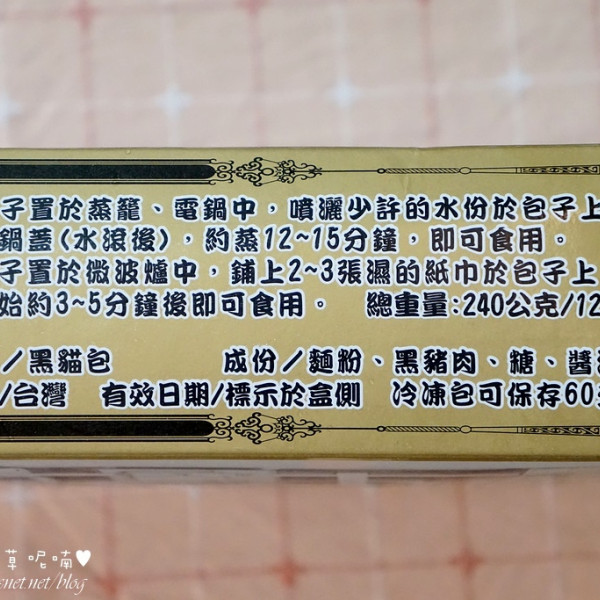 子置於蒸籠、電鍋中，噴灑少許的水份於包子上
鍋蓋(水滾後)，約蒸12~15分鐘，即可食用。
子置於微波爐中，鋪上2~3張濕的紙巾於包子上
始約3~5分鐘後即可食用。 總重量:240公克/12
/黑貓包 成份/麵粉、黑豬肉、糖、醬
/台灣 有效日期/標示於盒側 冷凍包可保存60
草呢喃♥
net.net/blog